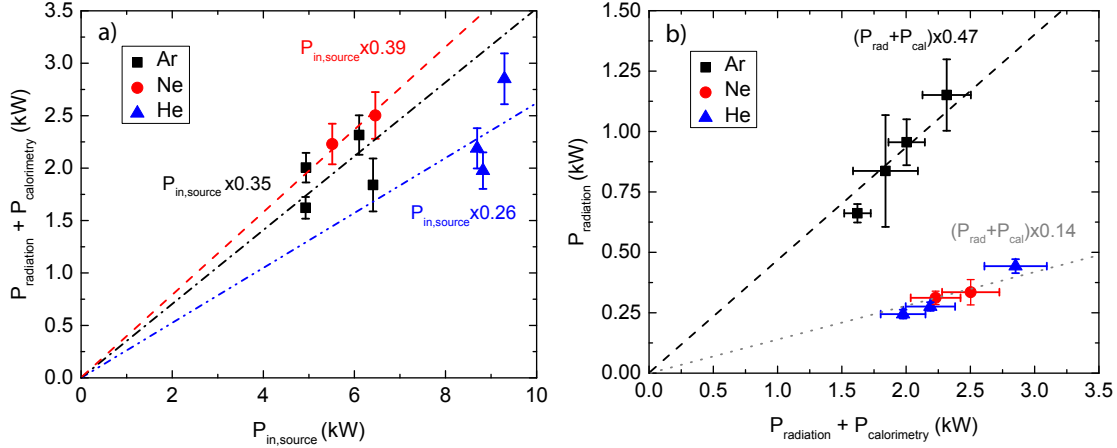 a)
Ar
Ne
He
P_in,source x0.39
P_in,source x0.35
P_in,source x0.26
3.5
3.0
2.5
2.0
1.5
1.0
0.5
0.0
0 2 4 6 8 10
P_radiation + P_calorimetry (kW)
P_in,source (kW)
b)
Ar
Ne
He
(P_rad+P_cal)x0.47
(P_rad+P_cal)x0.14
1.50
1.25
1.00
0.75
0.50
0.25
0.00
0.0 0.5 1.0 1.5 2.0 2.5 3.0 3.5
P_radiation (kW)
P_radiation + P_calorimetry (kW)